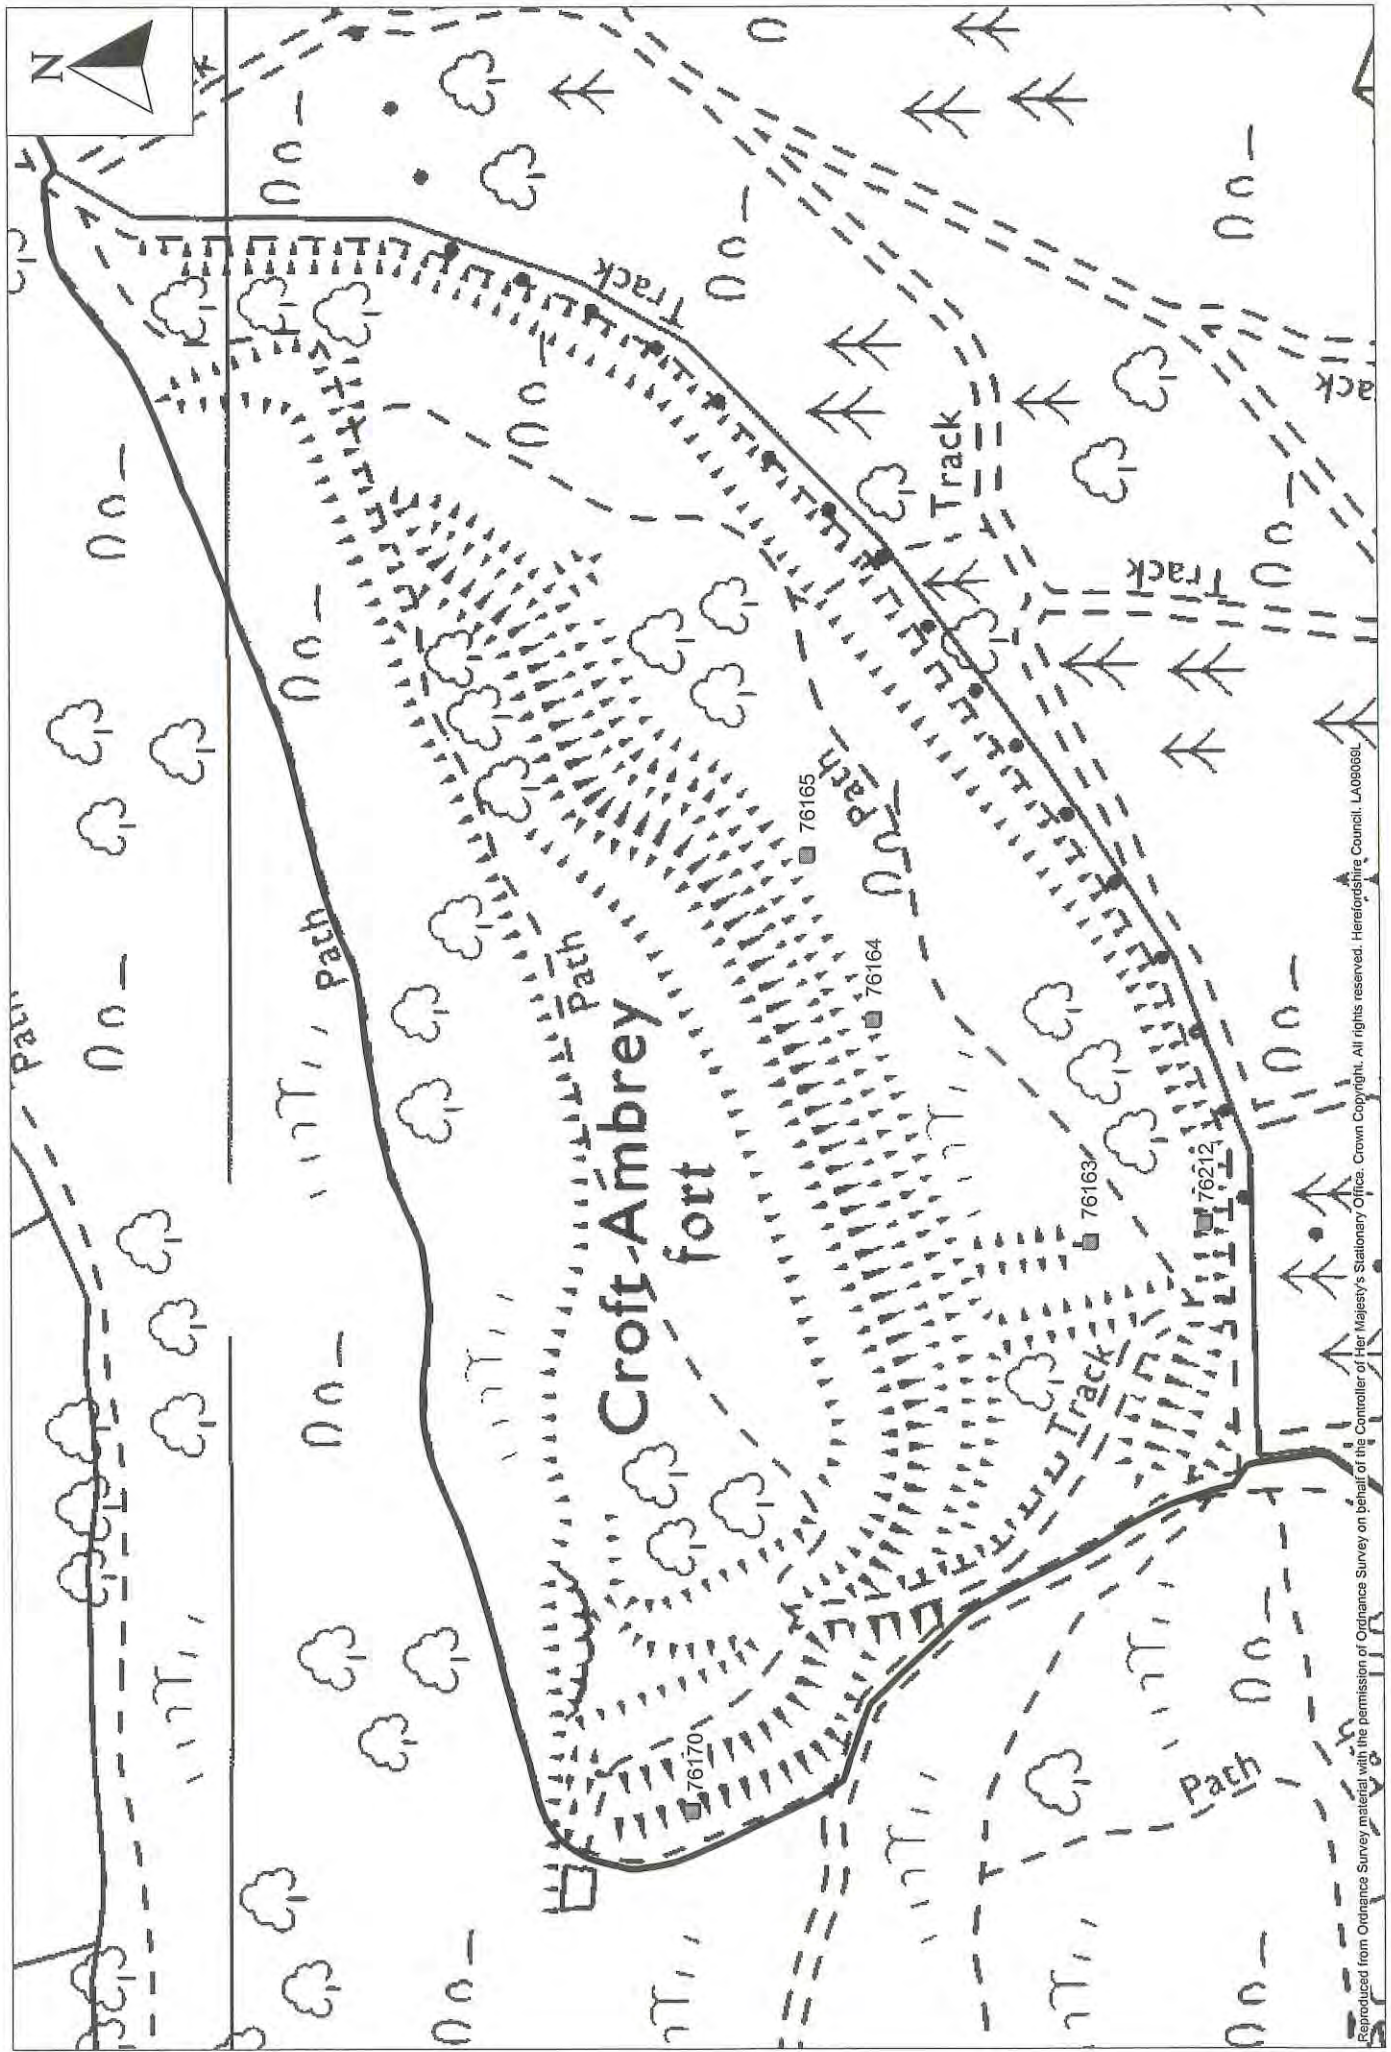 N
Path
Path
Path
Croft Ambrey
fort
Track
Track
Track
ack
Path
76165
76164
76163
76212
76170
Track
Path
Reproduced from Ordnance Survey material with the permission of Ordnance Survey on behalf of the Controller of Her Majesty's Stationary Office. Crown Copyright. All rights reserved. Herefordshire Council. LA09069L